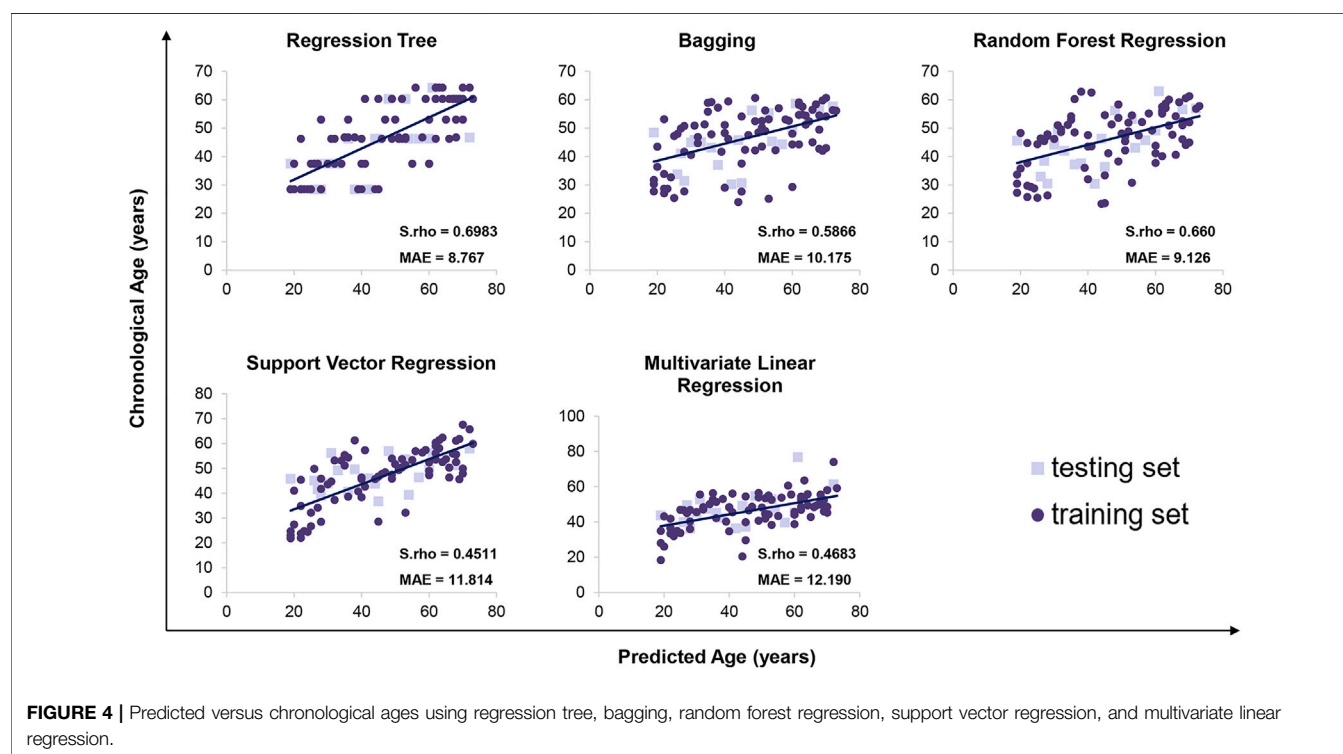 Regression Tree
70
60
50
40
30
20
10
0
0 20 40 60 80
S.rho = 0.6983
MAE = 8.767
Bagging
70
60
50
40
30
20
10
0
0 20 40 60 80
S.rho = 0.5866
MAE = 10.175
Random Forest Regression
70
60
50
40
30
20
10
0
0 20 40 60 80
S.rho = 0.660
MAE = 9.126
Chronological Age (years)
Support Vector Regression
80
70
60
50
40
30
20
10
0
0 20 40 60 80
S.rho = 0.4511
MAE = 11.814
Multivariate Linear
Regression
100
80
60
40
20
0
0 20 40 60 80
S.rho = 0.4683
MAE = 12.190
testing set
training set
Predicted Age (years)
FIGURE 4 | Predicted versus chronological ages using regression tree, bagging, random forest regression, support vector regression, and multivariate linear
regression.